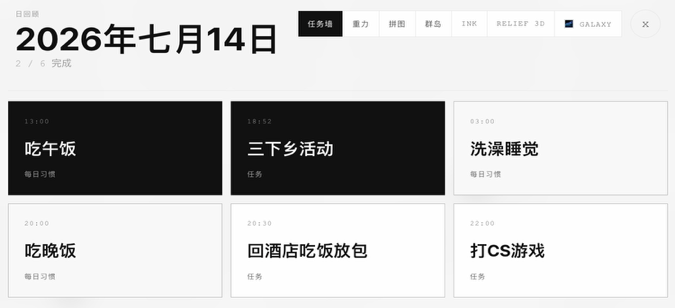 日回顾
2026年七月14日
2 / 6 完成
任务墙
重力
拼图
群岛
INK
RELIEF 3D
GALAXY
×
13:00
吃午饭
每日习惯
18:52
三下乡活动
任务
03:00
洗澡睡觉
每日习惯
20:00
吃晚饭
每日习惯
20:30
回酒店吃饭放包
任务
22:00
打CS游戏
任务